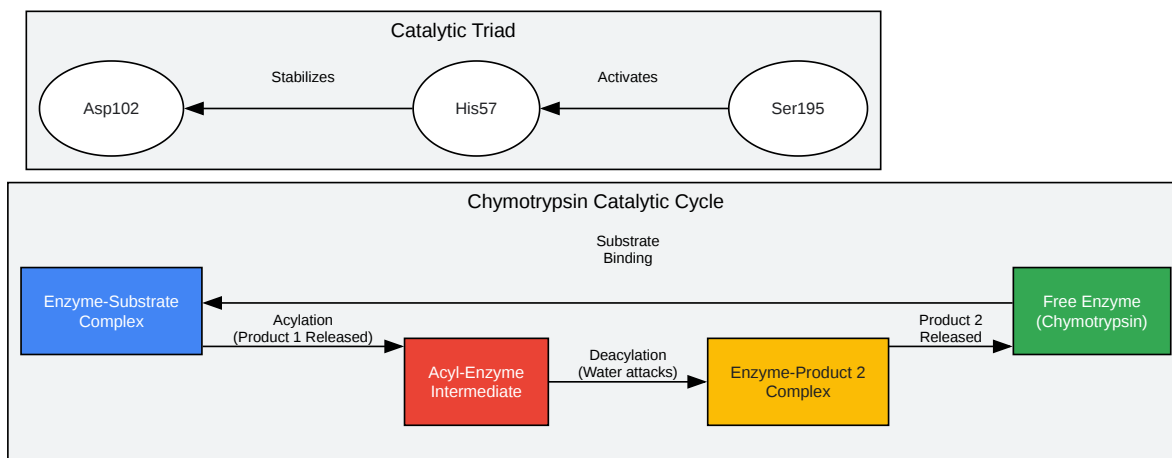 Catalytic Triad
Stabilizes
Activates
Asp102
His57
Ser195
Chymotrypsin Catalytic Cycle
Substrate
Binding
Enzyme-Substrate
Complex
Free Enzyme
(Chymotrypsin)
Acylation
(Product 1 Released)
Product 2
Released
Acyl-Enzyme
Intermediate
Deacylation
(Water attacks)
Enzyme-Product 2
Complex